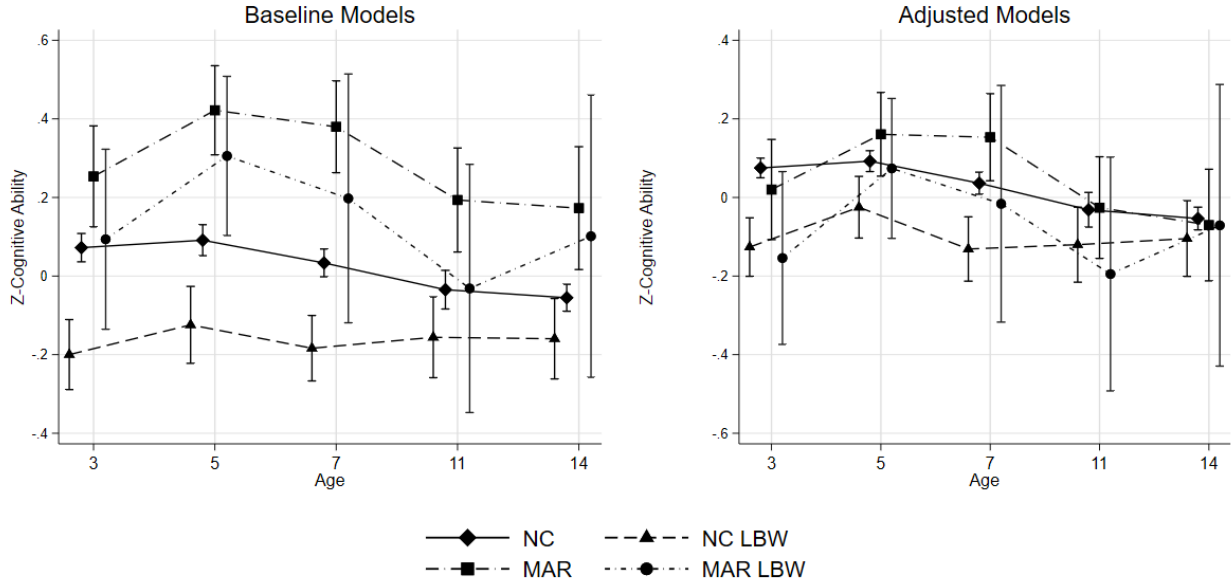 Baseline Models
Z-Cognitive Ability
.6
.4
.2
0
-.2
-.4
3 5 7 11 14
Age
Adjusted Models
Z-Cognitive Ability
.4
.2
0
-.2
-.4
-.6
3 5 7 11 14
Age
NC NC LBW
MAR MAR LBW